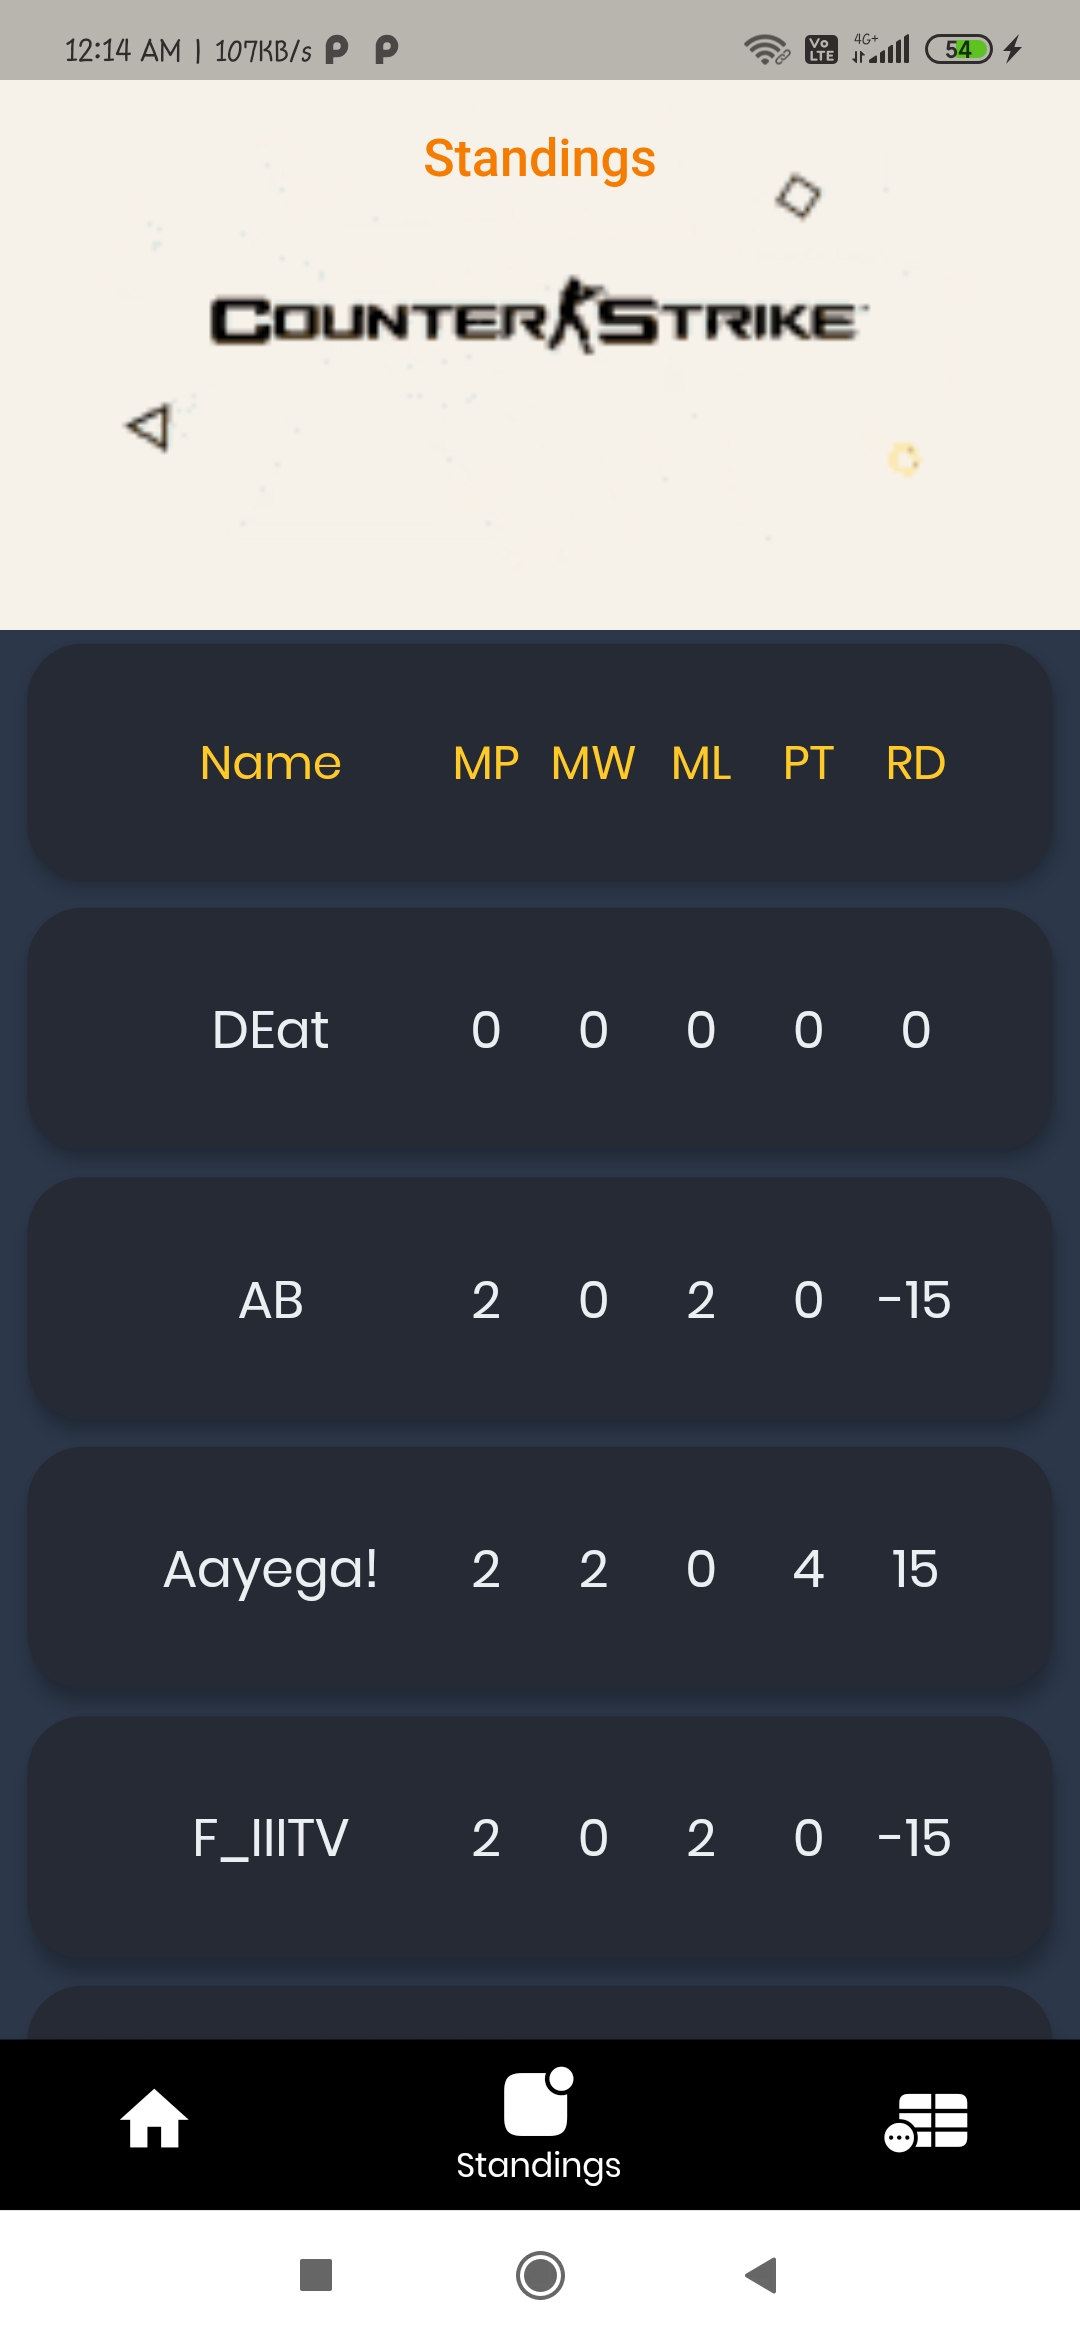 12:14 AM | 107KB/s
Vo LTE 4G+ 54
Standings
COUNTER STRIKE
Name MP MW ML PT RD
DEat 0 0 0 0 0
AB 2 0 2 0 -15
Aayega! 2 2 0 4 15
F_IIITV 2 0 2 0 -15
Standings